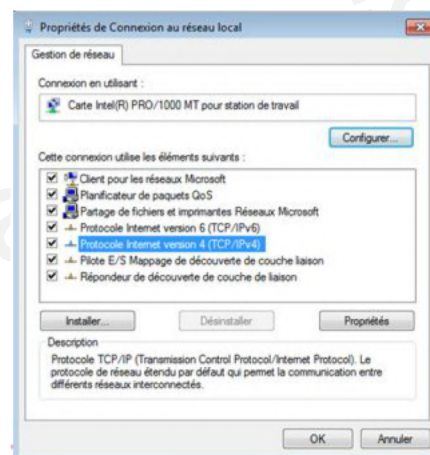 Propriétés de Connexion au réseau local
Gestion de réseau
Connexion en utilisant :
Carte Intel(R) PRO/1000 MT pour station de travail
Configurer...
Cette connexion utilise les éléments suivants :
Client pour les réseaux Microsoft
Planificateur de paquets QoS
Partage de fichiers et imprimantes Réseaux Microsoft
Protocole Internet version 6 (TCP/IPv6)
Protocole Internet version 4 (TCP/IPv4)
Pilote E/S Mappage de découverte de couche liaison
Répondeur de découverte de couche de liaison
Installer... Désinstaller Propriétés
Description
Protocole TCP/IP (Transmission Control Protocol/Internet Protocol). Le
protocole de réseau étendu par défaut qui permet la communication entre
différents réseaux interconnectés.
OK Annuler